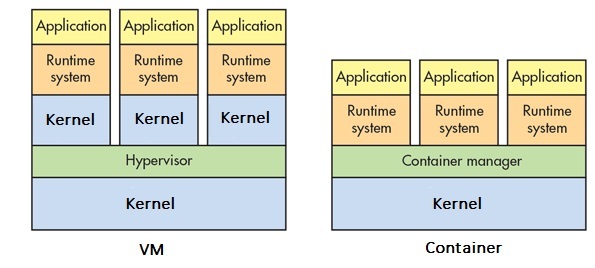 Application Application Application
Runtime system Runtime system Runtime system
Kernel Kernel Kernel
Hypervisor
Kernel
VM
Application Application Application
Runtime system Runtime system Runtime system
Container manager
Kernel
Container